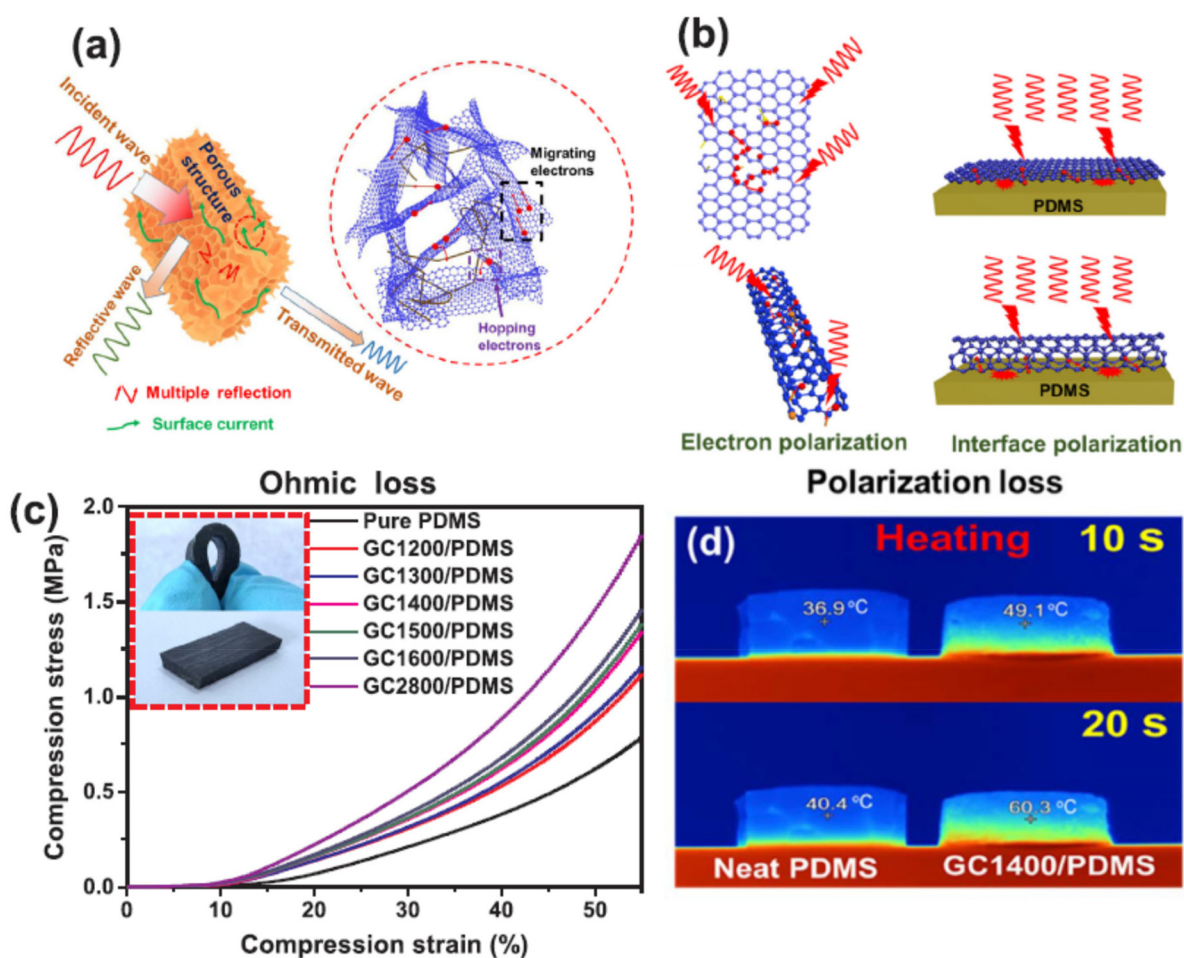 (a)
Incident wave
Porous
structure
Reflective wave
Transmitted wave
Migrating
electrons
Hopping
electrons
Multiple reflection
Surface current
Ohmic loss
(b)
PDMS
PDMS
Electron polarization
Interface polarization
Polarization loss
(c)
Compression stress (MPa)
2.0
1.5
1.0
0.5
0.0
Pure PDMS
GC1200/PDMS
GC1300/PDMS
GC1400/PDMS
GC1500/PDMS
GC1600/PDMS
GC2800/PDMS
0 10 20 30 40 50
Compression strain (%)
(d)
Heating
10 s
36.9 ºC
49.1 ºC
20 s
40.4 ºC
60.3 ºC
Neat PDMS
GC1400/PDMS